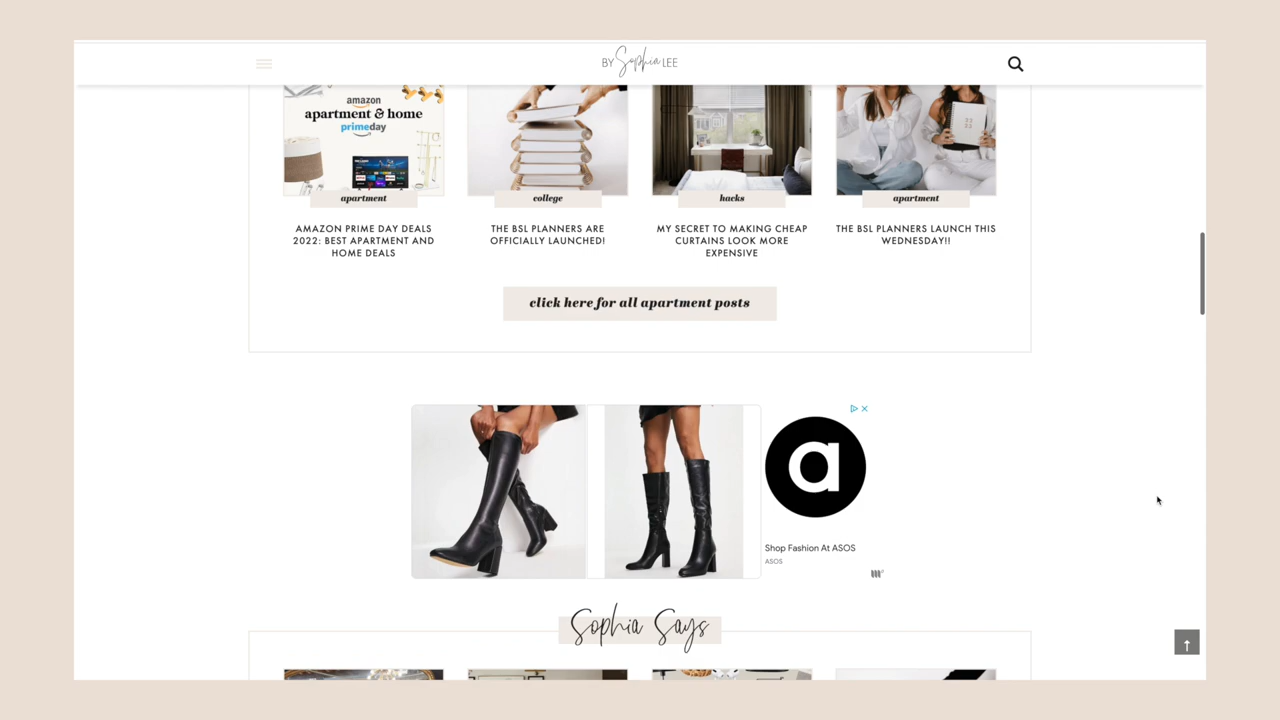 BY Sophia LEE
amazon
apartment & home
primeday
apartment
college
hacks
apartment
AMAZON PRIME DAY DEALS
2022: BEST APARTMENT AND
HOME DEALS
THE BSL PLANNERS ARE
OFFICIALLY LAUNCHED!
MY SECRET TO MAKING CHEAP
CURTAINS LOOK MORE
EXPENSIVE
THE BSL PLANNERS LAUNCH THIS
WEDNESDAY!!
click here for all apartment posts
a
Shop Fashion At ASOS
ASOS
Sophia Says